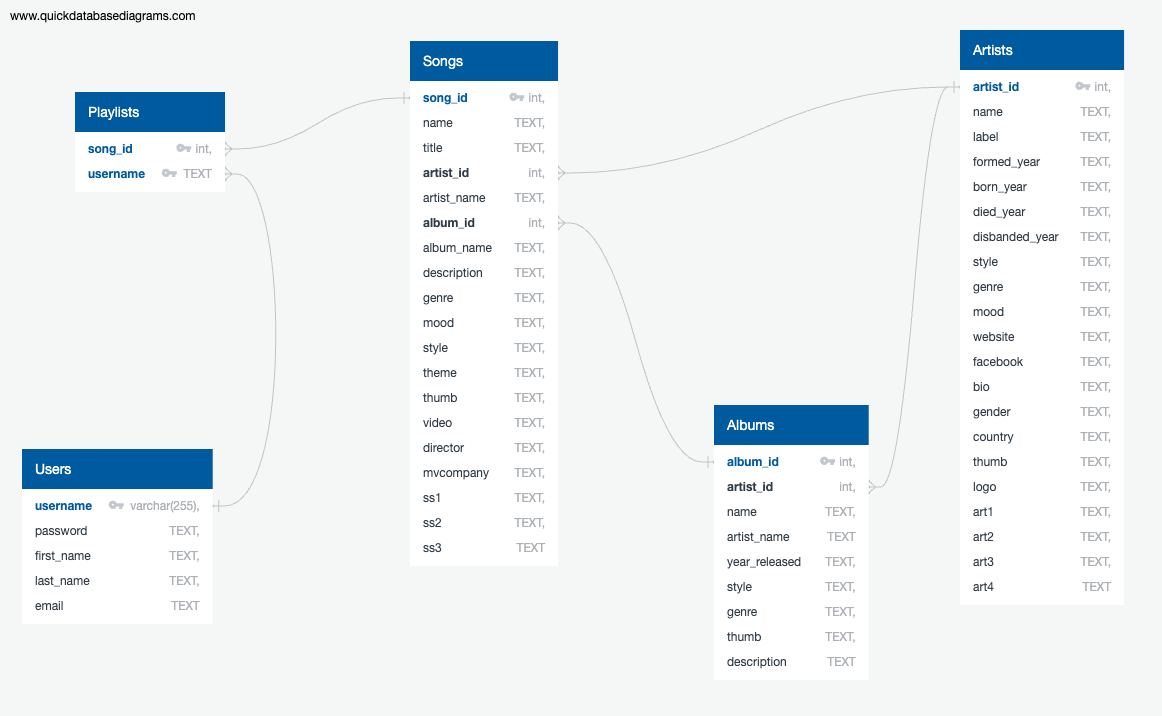 www.quickdatabasediagrams.com
Playlists
song_id int,
username TEXT
Users
username varchar(255),
password TEXT,
first_name TEXT,
last_name TEXT,
email TEXT
Songs
song_id int,
name TEXT,
title TEXT,
artist_id int,
artist_name TEXT,
album_id int,
album_name TEXT,
description TEXT,
genre TEXT,
mood TEXT,
style TEXT,
theme TEXT,
thumb TEXT,
video TEXT,
director TEXT,
mvcompany TEXT,
ss1 TEXT,
ss2 TEXT,
ss3 TEXT
Albums
album_id int,
artist_id int,
name TEXT,
artist_name TEXT
year_released TEXT,
style TEXT,
genre TEXT,
thumb TEXT,
description TEXT
Artists
artist_id int,
name TEXT,
label TEXT,
formed_year TEXT,
born_year TEXT,
died_year TEXT,
disbanded_year TEXT,
style TEXT,
genre TEXT,
mood TEXT,
website TEXT,
facebook TEXT,
bio TEXT,
gender TEXT,
country TEXT,
thumb TEXT,
logo TEXT,
art1 TEXT,
art2 TEXT,
art3 TEXT,
art4 TEXT